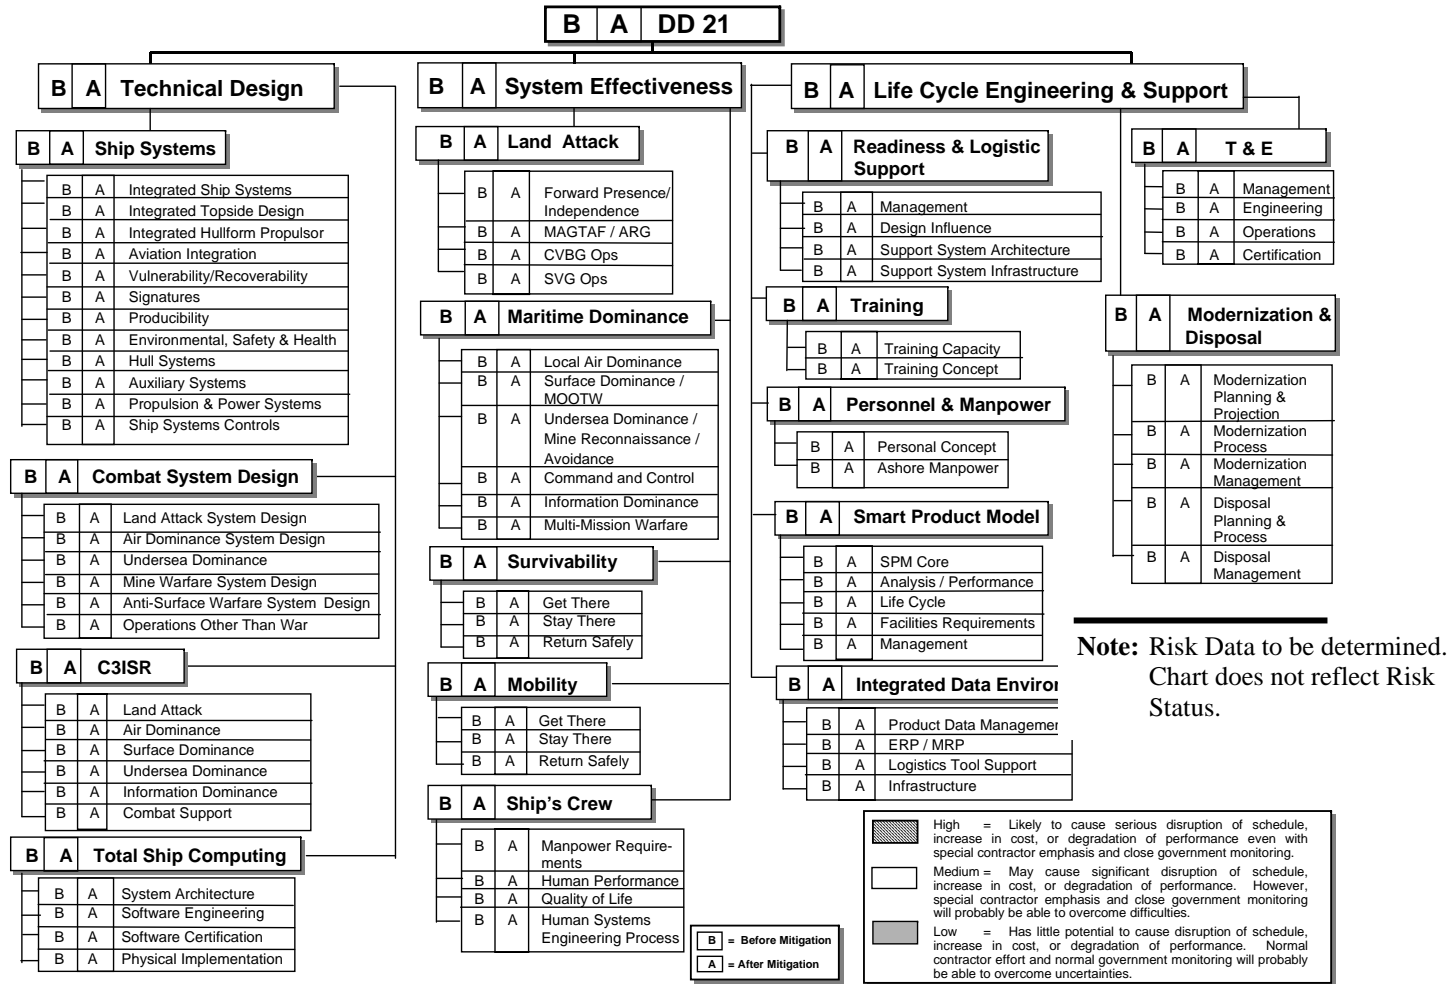 B A DD 21
B A Technical Design
B A Ship Systems
B A Integrated Ship Systems
B A Integrated Topside Design
B A Integrated Hullform Propulsor
B A Aviation Integration
B A Vulnerability/Recoverability
B A Signatures
B A Producibility
B A Environmental, Safety & Health
B A Hull Systems
B A Auxiliary Systems
B A Propulsion & Power Systems
B A Ship Systems Controls
B A Combat System Design
B A Land Attack System Design
B A Air Dominance System Design
B A Undersea Dominance
B A Mine Warfare System Design
B A Anti-Surface Warfare System Design
B A Operations Other Than War
B A C3ISR
B A Land Attack
B A Air Dominance
B A Surface Dominance
B A Undersea Dominance
B A Information Dominance
B A Combat Support
B A Total Ship Computing
B A System Architecture
B A Software Engineering
B A Software Certification
B A Physical Implementation
B A System Effectiveness
B A Land Attack
B A Forward Presence/
Independence
B A MAGTAF / ARG
B A CVBG Ops
B A SVG Ops
B A Maritime Dominance
B A Local Air Dominance
B A Surface Dominance /
MOOTW
B A Undersea Dominance /
Mine Reconnaissance /
Avoidance
B A Command and Control
B A Information Dominance
B A Multi-Mission Warfare
B A Survivability
B A Get There
B A Stay There
B A Return Safely
B A Mobility
B A Get There
B A Stay There
B A Return Safely
B A Ship's Crew
B A Manpower Require-
ments
B A Human Performance
B A Quality of Life
B A Human Systems
Engineering Process
B A Life Cycle Engineering & Support
B A Readiness & Logistic
Support
B A Management
B A Design Influence
B A Support System Architecture
B A Support System Infrastructure
B A Training
B A Training Capacity
B A Training Concept
B A Personnel & Manpower
B A Personal Concept
B A Ashore Manpower
B A Smart Product Model
B A SPM Core
B A Analysis / Performance
B A Life Cycle
B A Facilities Requirements
B A Management
B A Integrated Data Enviror
B A Product Data Managemer
B A ERP / MRP
B A Logistics Tool Support
B A Infrastructure
B A T & E
B A Management
B A Engineering
B A Operations
B A Certification
B A Modernization &
Disposal
B A Modernization
Planning &
Projection
B A Modernization
Process
B A Modernization
Management
B A Disposal
Planning &
Process
B A Disposal
Management
Note: Risk Data to be determined.
Chart does not reflect Risk
Status.
B = Before Mitigation
A = After Mitigation
High = Likely to cause serious disruption of schedule,
increase in cost, or degradation of performance even with
special contractor emphasis and close government monitoring.
Medium = May cause significant disruption of schedule,
increase in cost, or degradation of performance. However,
special contractor emphasis and close government monitoring
will probably be able to overcome difficulties.
Low = Has little potential to cause disruption of schedule,
increase in cost, or degradation of performance. Normal
contractor effort and normal government monitoring will probably
be able to overcome uncertainties.